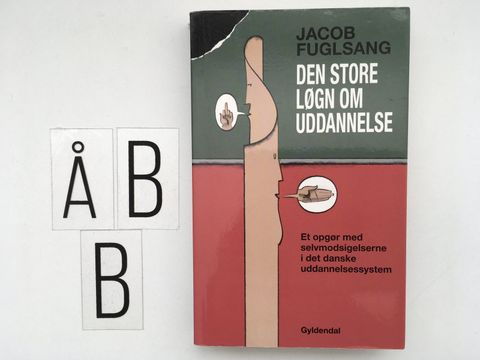 JACOB
FUGLSANG
DEN STORE
LØGN OM
UDDANNELSE
Å B
B
Et opgør med
selvmodsigelserne
i det danske
uddannelsessystem
Gyldendal